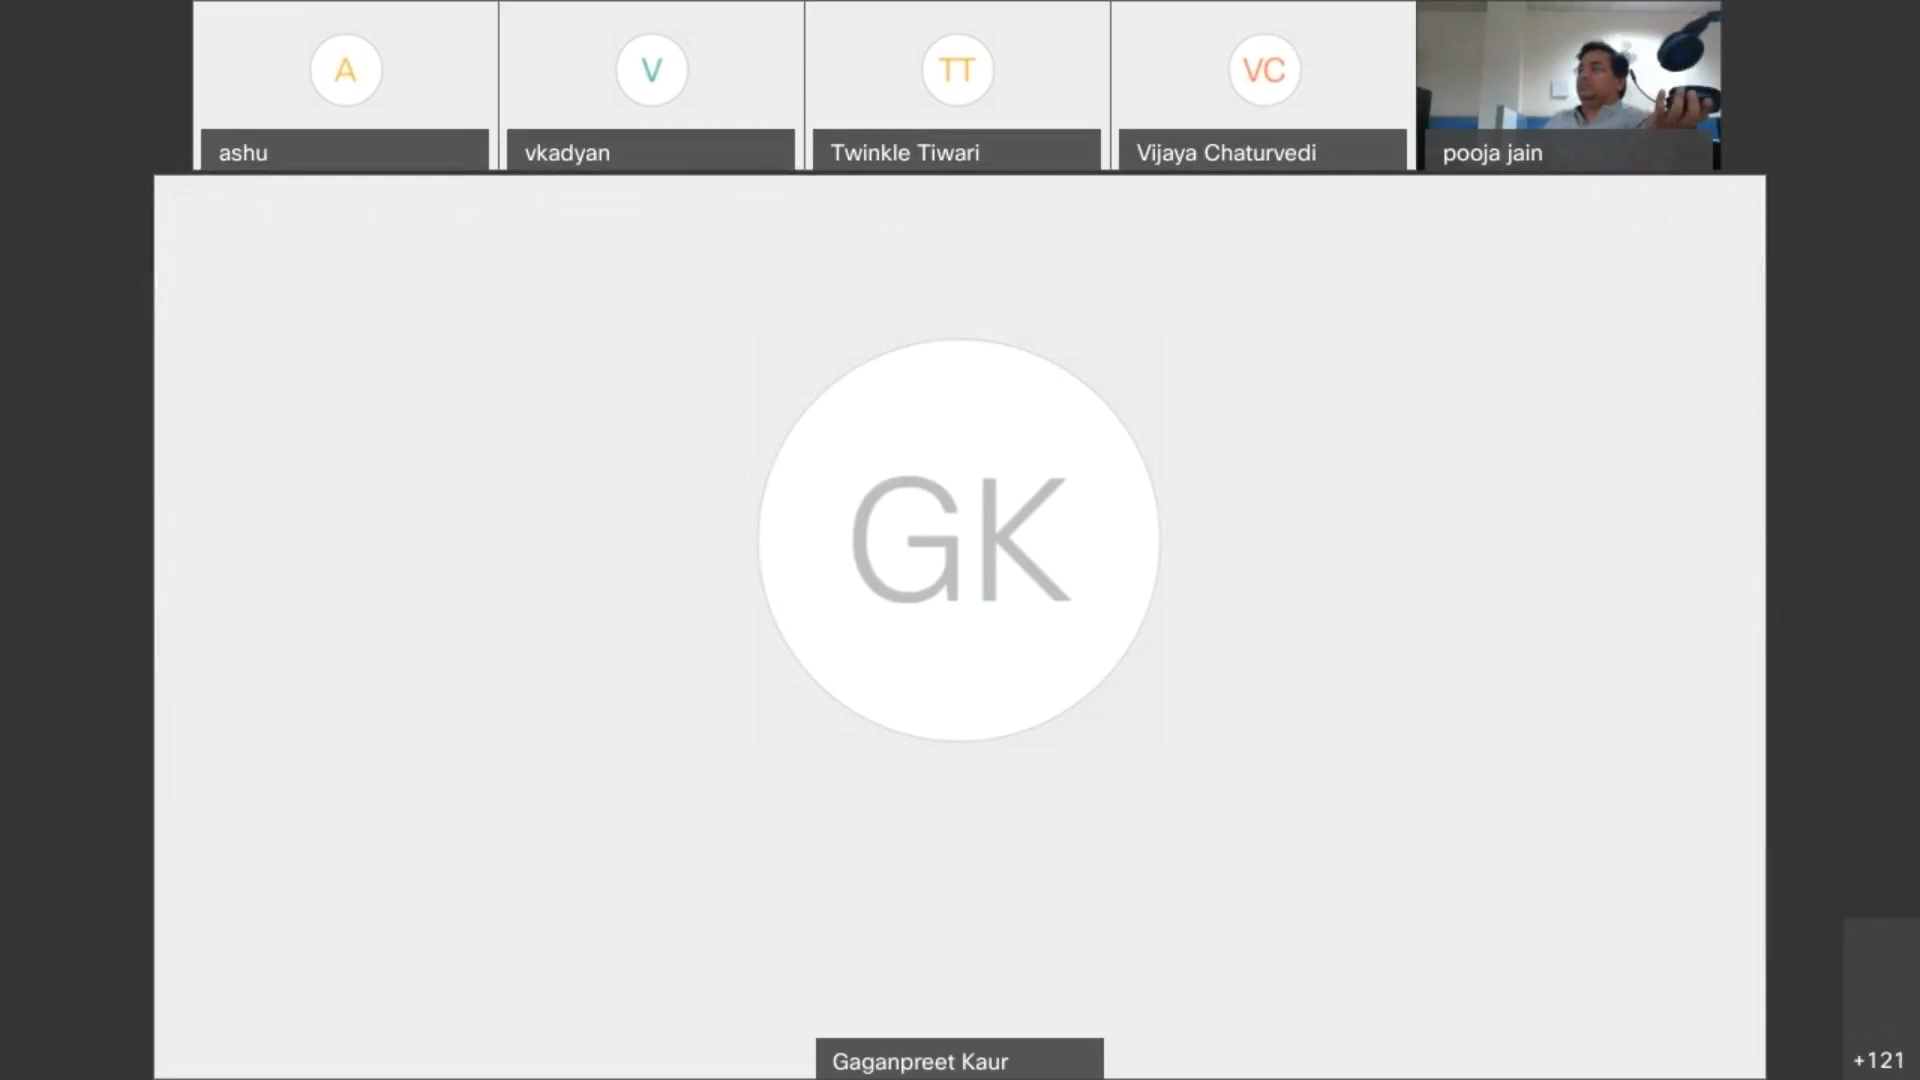 A
V
TT
VC
ashu
vkadyan
Twinkle Tiwari
Vijaya Chaturvedi
pooja jain
GK
Gaganpreet Kaur
+121